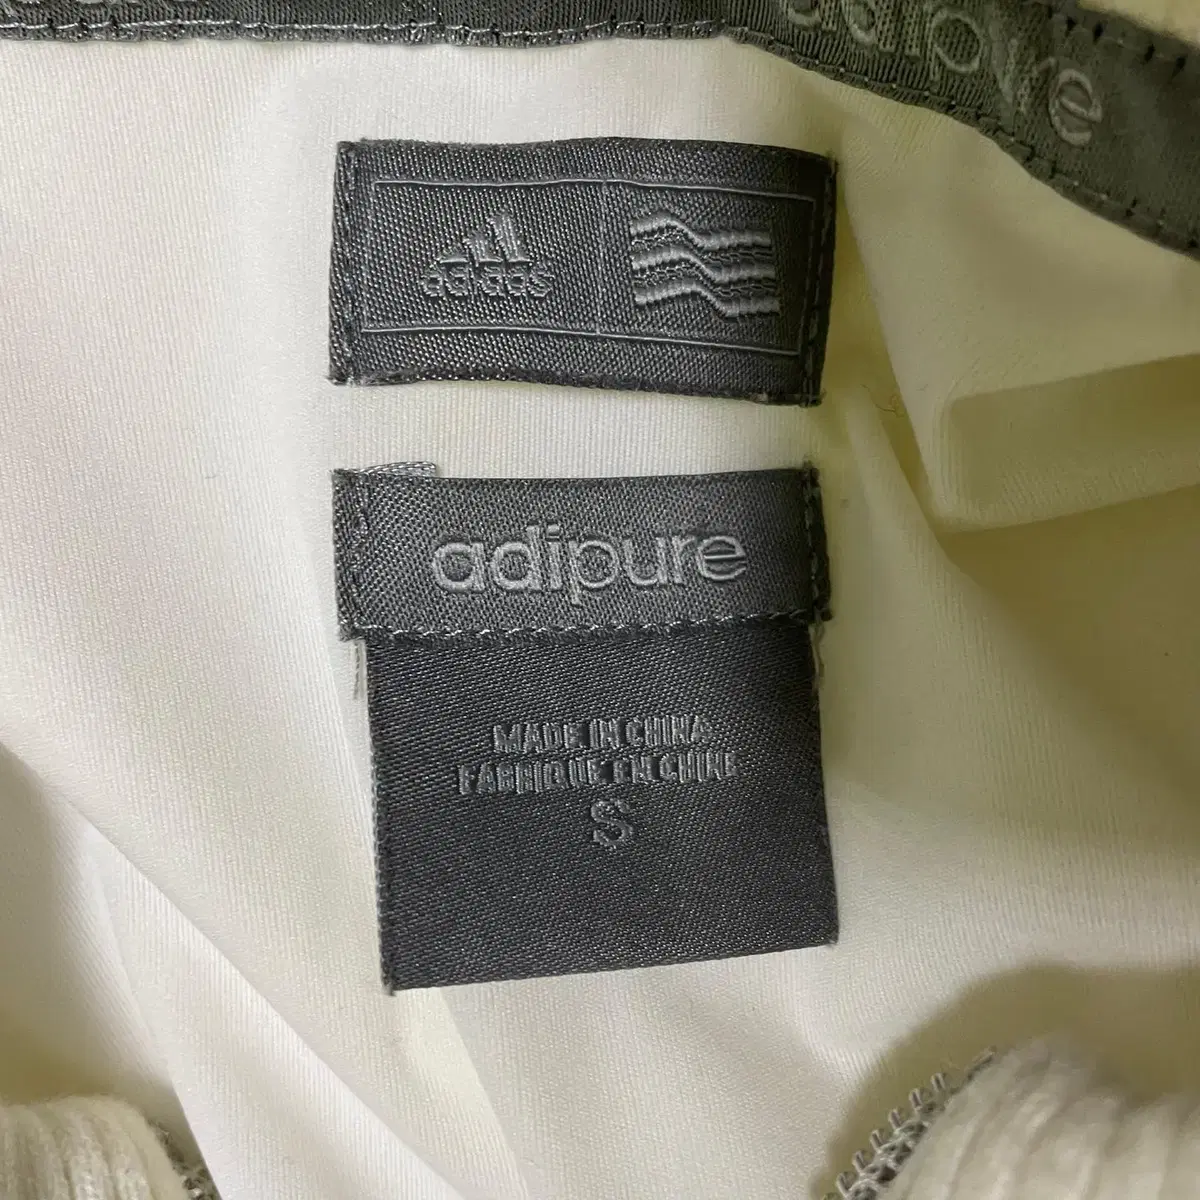 adipure
adidas
adipure
MADE IN CHINA
FABRIQUE EN CHINE
S